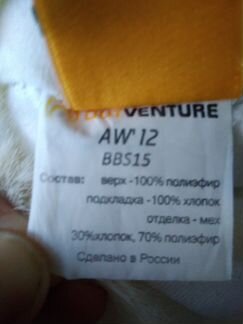 VENTURE
AW'12
BBS15
Состав: верх -100% полиэфир
подкладка -100% хлопок
отделка - мех
30%хлопок, 70% полиэфир
Сделано в России